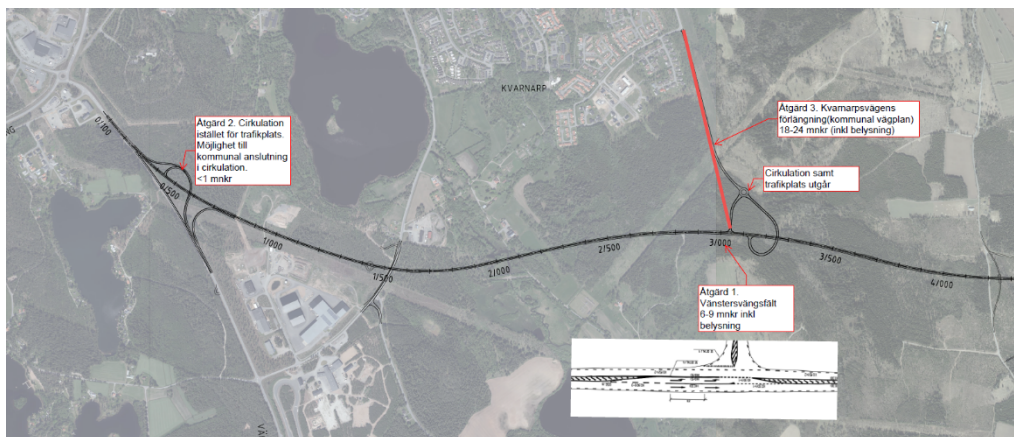 KVARNARP
Åtgärd 2. Cirkulation
istället för trafikplats.
Möjlighet till
kommunal anslutning
i cirkulation.
<1 mnkr
Åtgärd 3. Kvarnarpsvägens
förlängning(kommunal vägplan)
18-24 mnkr (inkl belysning)
Cirkulation samt
trafikplats utgår
0/100
0/500
1/000
1/500
2/000
2/500
3/000
3/500
4/000
Åtgärd 1.
Vänstersvängsfält
6-9 mnkr inkl
belysning